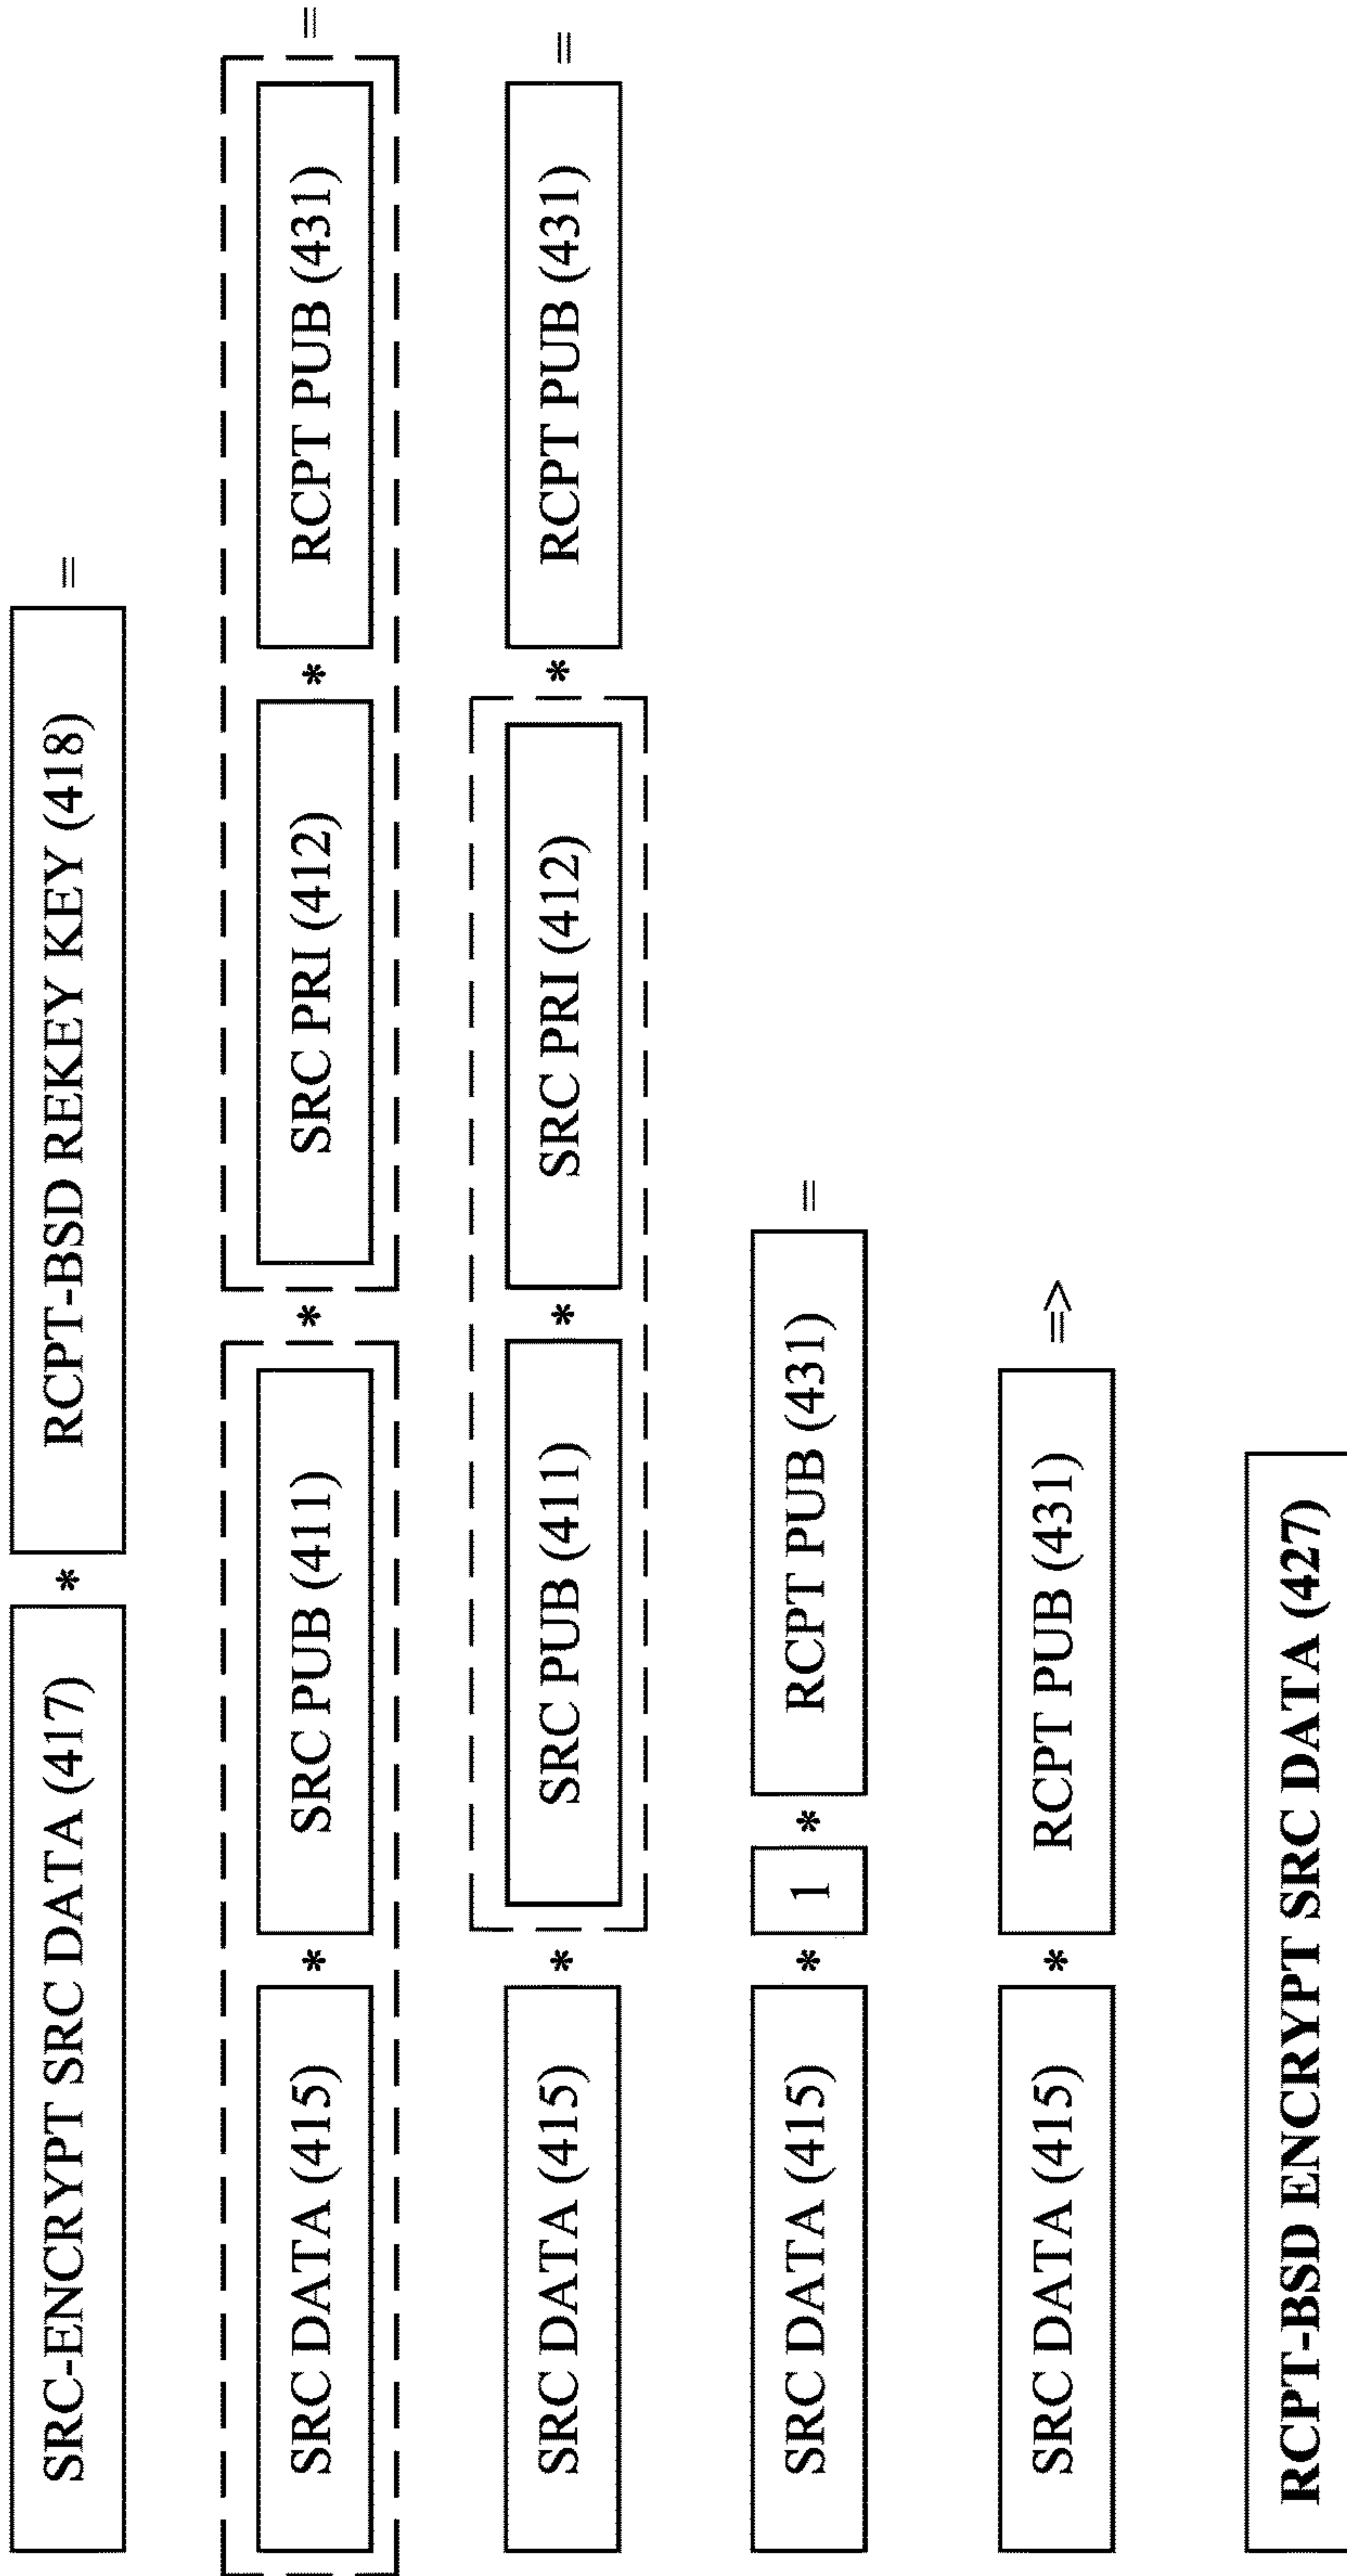 SRC-ENCRYPT SRC DATA (417) * RCPT-BSD REKEY KEY (418) =
SRC DATA (415) * SRC PUB (411) * SRC PRI (412) * RCPT PUB (431) =
SRC DATA (415) * SRC PUB (411) * SRC PRI (412) * RCPT PUB (431) =
SRC DATA (415) * 1 * RCPT PUB (431) =
SRC DATA (415) * RCPT PUB (431) =>
RCPT-BSD ENCRYPT SRC DATA (427)